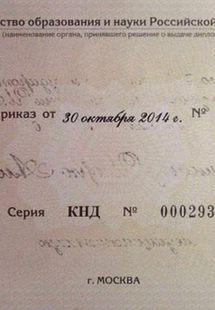 ство образования и науки Российской
(наименование органа, принявшего решение о выдаче диплом
риказ от 30 октября 2014 г. №
Серия КНД № 000293
г. МОСКВА